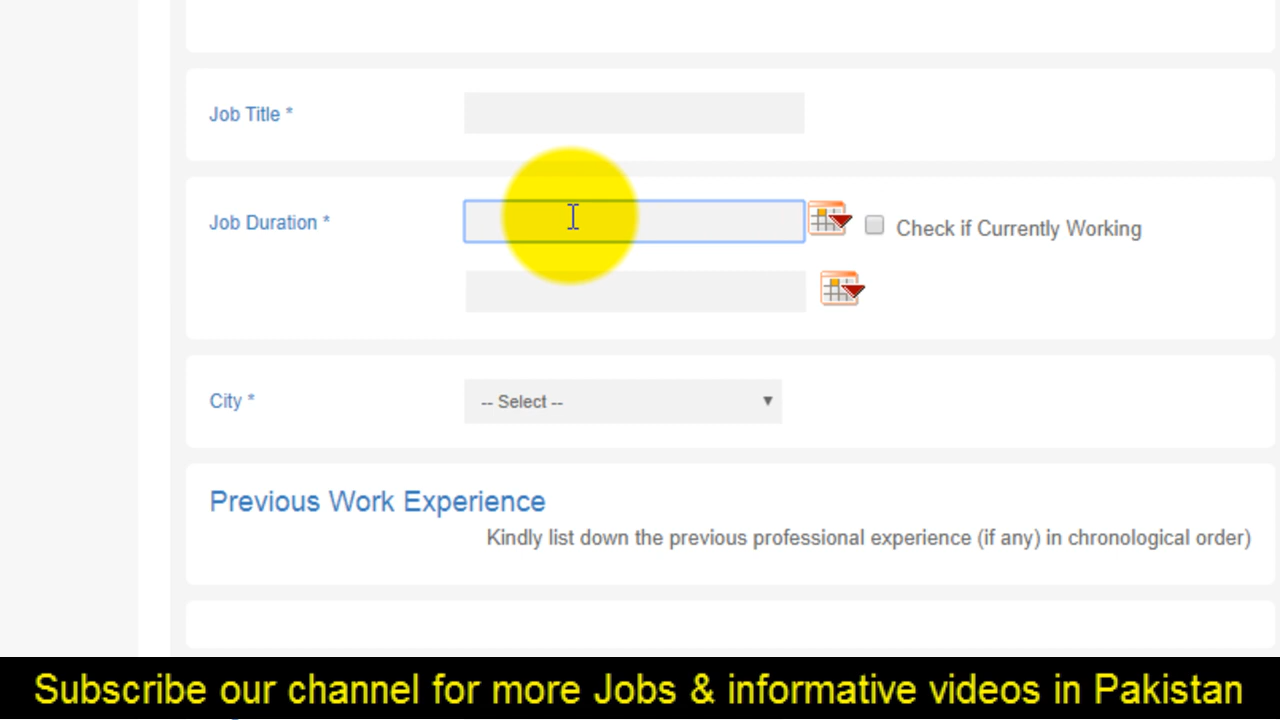 Job Title *
Job Duration *
Check if Currently Working
City *
-- Select --
Previous Work Experience
Kindly list down the previous professional experience (if any) in chronological order)
Subscribe our channel for more Jobs & informative videos in Pakistan